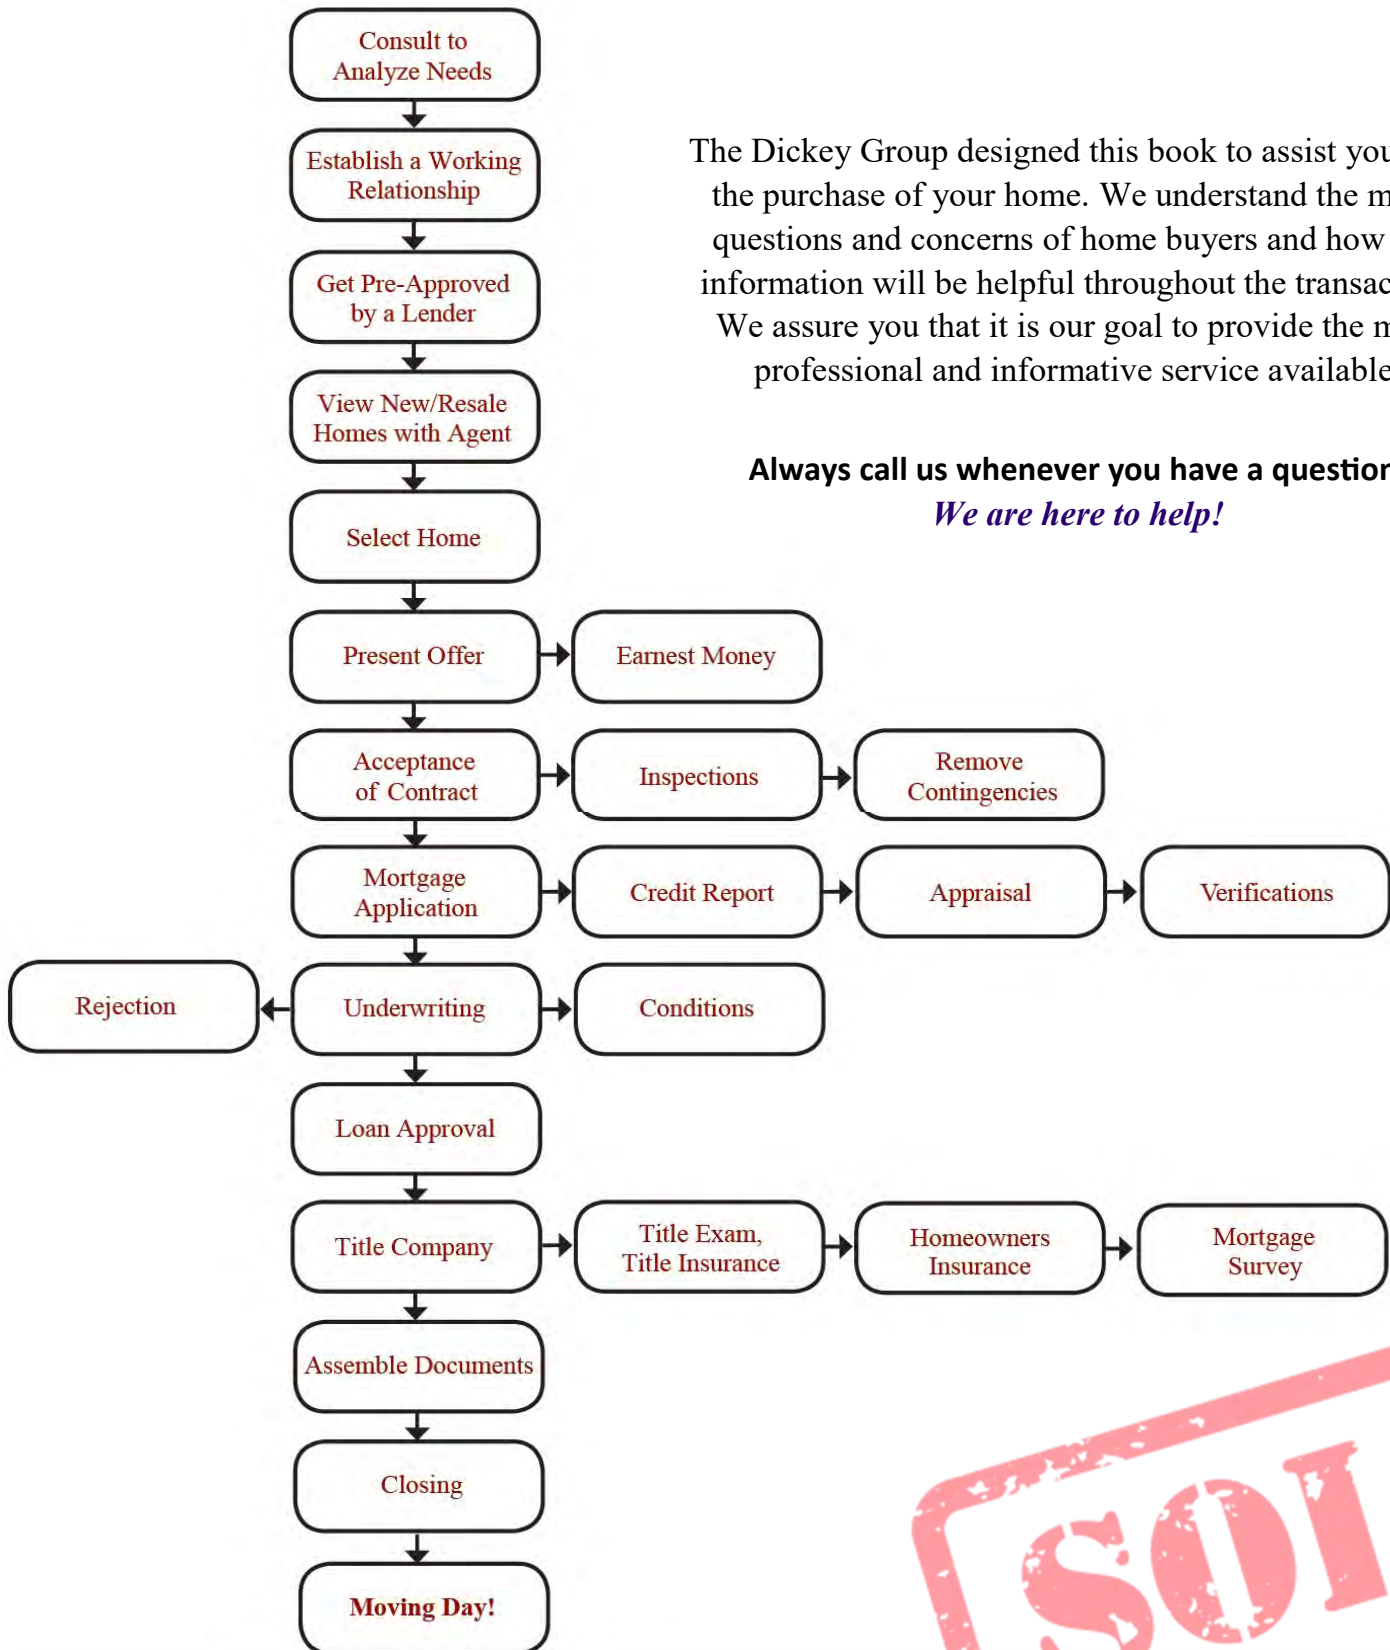 Consult to
Analyze Needs
Establish a Working
Relationship
Get Pre-Approved
by a Lender
View New/Resale
Homes with Agent
Select Home
Present Offer
Earnest Money
Acceptance
of Contract
Inspections
Remove
Contingencies
Mortgage
Application
Credit Report
Appraisal
Verifications
Rejection
Underwriting
Conditions
Loan Approval
Title Company
Title Exam,
Title Insurance
Homeowners
Insurance
Mortgage
Survey
Assemble Documents
Closing
Moving Day!
The Dickey Group designed this book to assist you
the purchase of your home. We understand the m
questions and concerns of home buyers and how
information will be helpful throughout the transac
We assure you that it is our goal to provide the m
professional and informative service available
Always call us whenever you have a question
We are here to help!